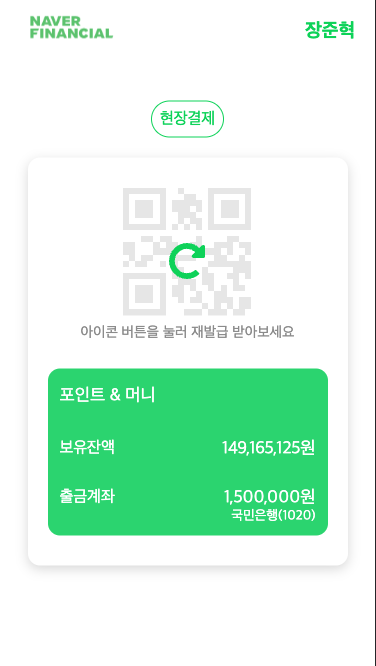 NAVER
FINANCIAL
장준혁
현장결제
아이콘 버튼을 눌러 재발급 받아보세요
포인트 & 머니
보유잔액 149,165,125원
출금계좌 1,500,000원
국민은행(1020)